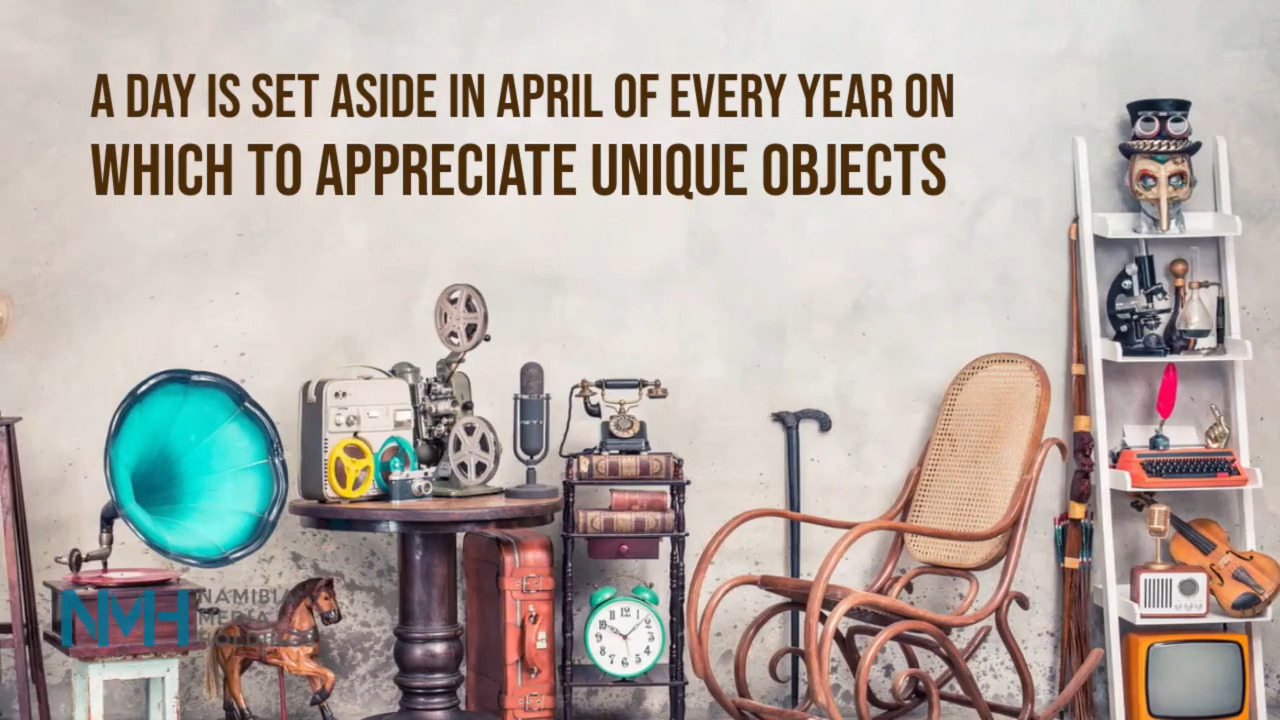 A DAY IS SET ASIDE IN APRIL OF EVERY YEAR ON
WHICH TO APPRECIATE UNIQUE OBJECTS
NMH
NAMIBIA
MEDIA